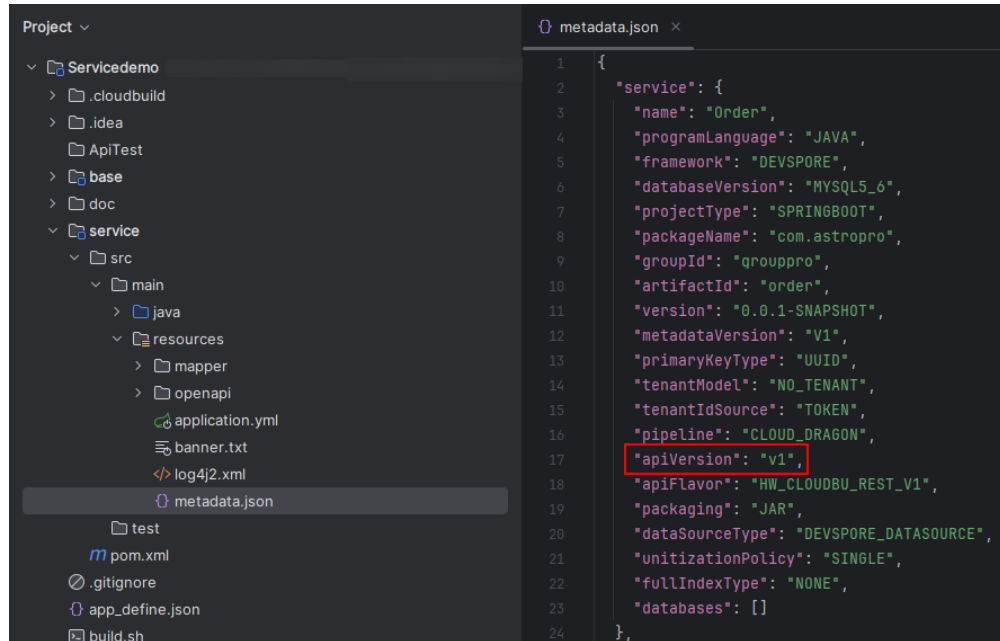 Project
Servicedemo
.cloudbuild
.idea
ApiTest
base
doc
service
src
main
java
resources
mapper
openapi
application.yml
banner.txt
log4j2.xml
metadata.json
test
pom.xml
.gitignore
app_define.json
build.sh
metadata.json
1 {
2 "service": {
3 "name": "Order",
4 "programLanguage": "JAVA",
5 "framework": "DEVSPORE",
6 "databaseVersion": "MYSQL5_6",
7 "projectType": "SPRINGBOOT",
8 "packageName": "com.astropro",
9 "groupId": "qrouppro",
10 "artifactId": "order",
11 "version": "0.0.1-SNAPSHOT",
12 "metadataVersion": "V1",
13 "primaryKeyType": "UUID",
14 "tenantModel": "NO_TENANT",
15 "tenantIdSource": "TOKEN",
16 "pipeline": "CLOUD_DRAGON",
17 "apiVersion": "v1",
18 "apiFlavor": "HW_CLOUDBU_REST_V1",
19 "packaging": "JAR",
20 "dataSourceType": "DEVSPORE_DATASOURCE",
21 "unitizationPolicy": "SINGLE",
22 "fullIndexType": "NONE",
23 "databases": []
24 },